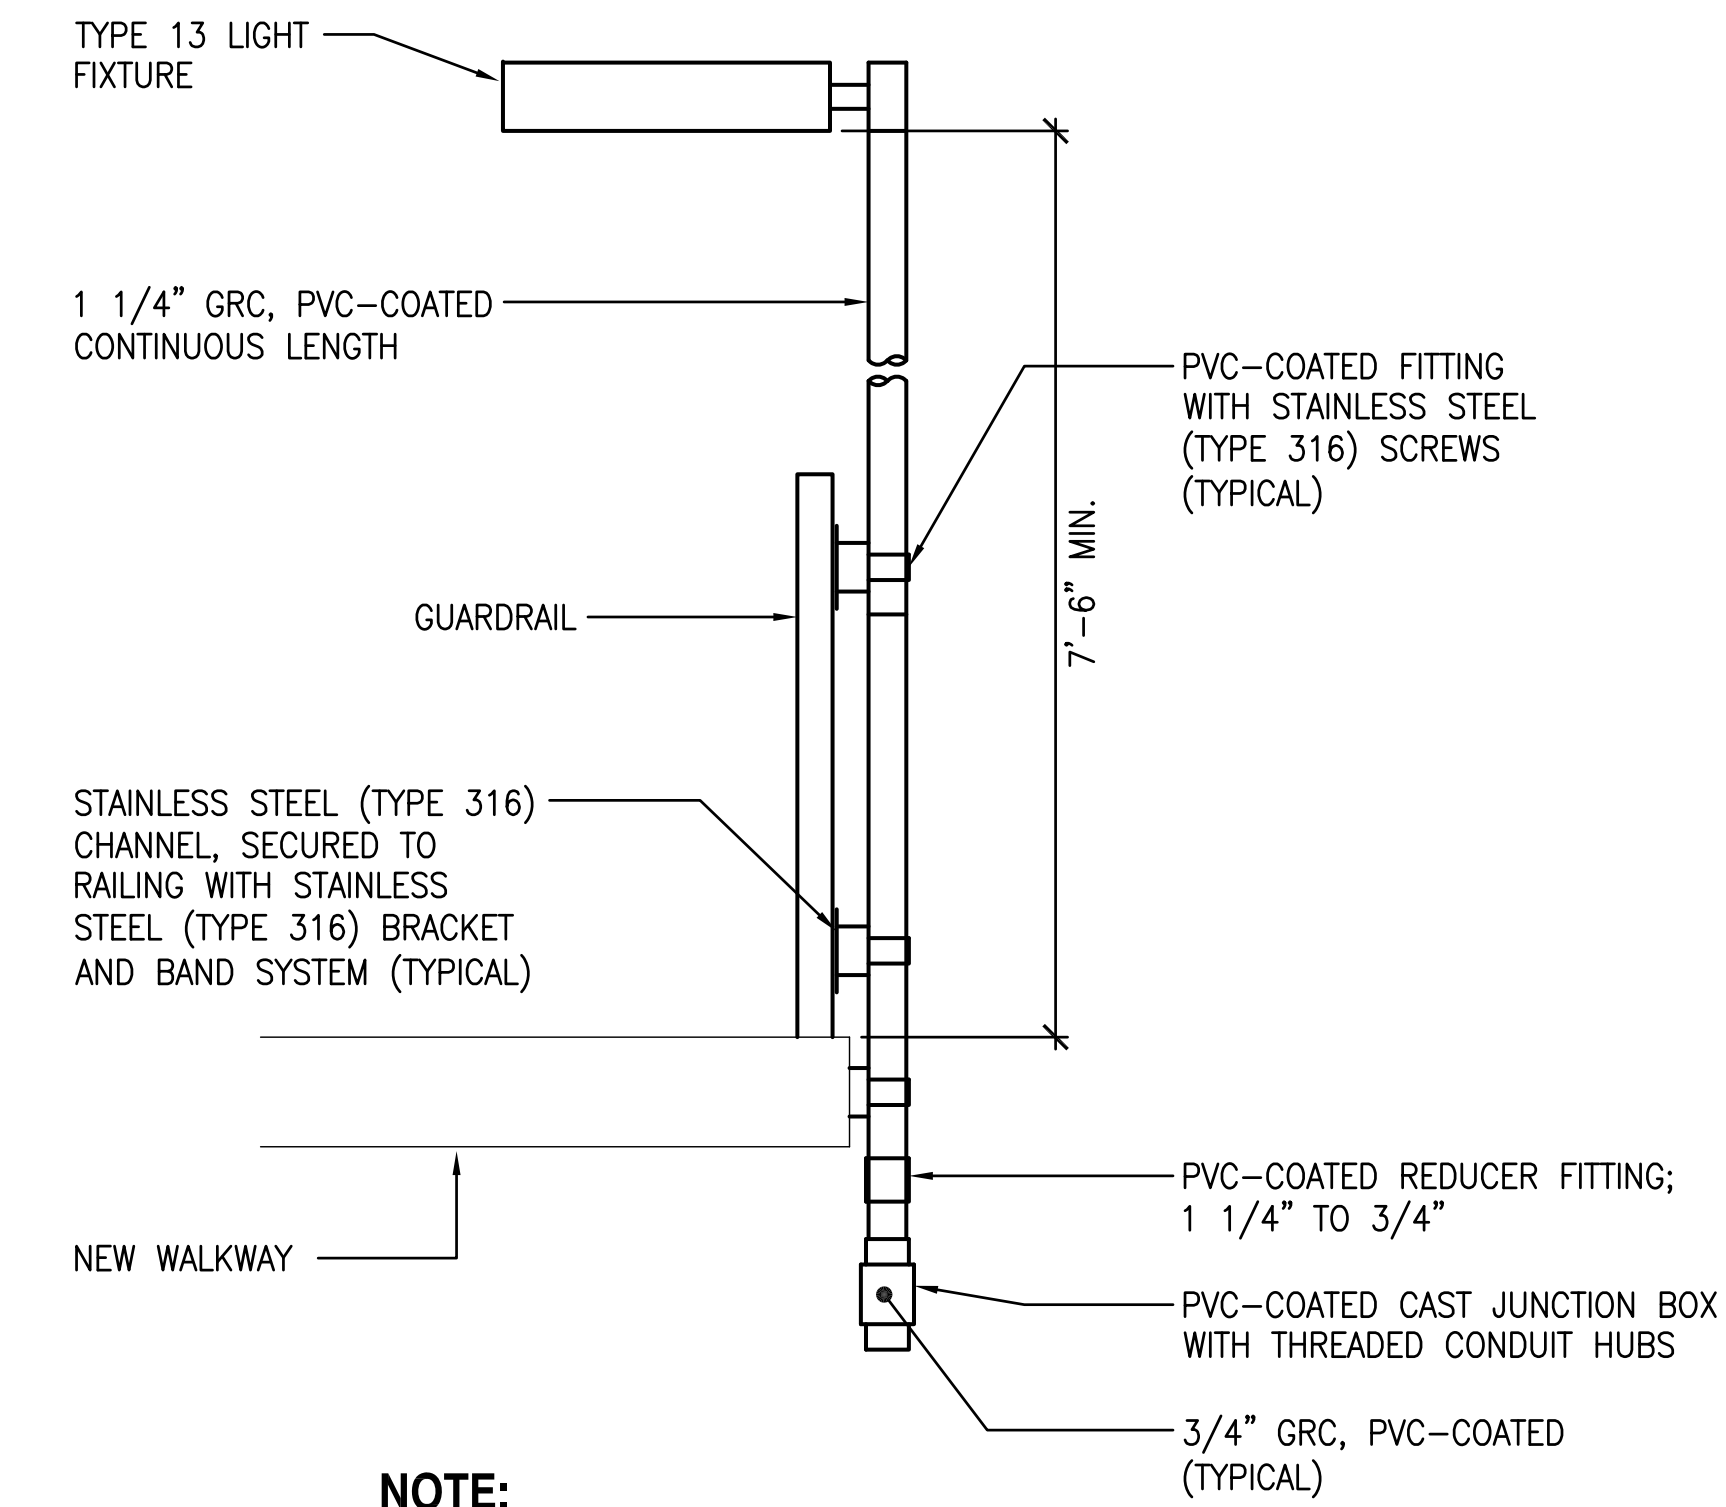 TYPE 13 LIGHT
FIXTURE
1 1/4" GRC, PVC-COATED
CONTINUOUS LENGTH
PVC-COATED FITTING
WITH STAINLESS STEEL
(TYPE 316) SCREWS
(TYPICAL)
7'-6" MIN.
GUARDRAIL
STAINLESS STEEL (TYPE 316)
CHANNEL, SECURED TO
RAILING WITH STAINLESS
STEEL (TYPE 316) BRACKET
AND BAND SYSTEM (TYPICAL)
PVC-COATED REDUCER FITTING;
1 1/4" TO 3/4"
NEW WALKWAY
PVC-COATED CAST JUNCTION BOX
WITH THREADED CONDUIT HUBS
3/4" GRC, PVC-COATED
(TYPICAL)
NOTE: